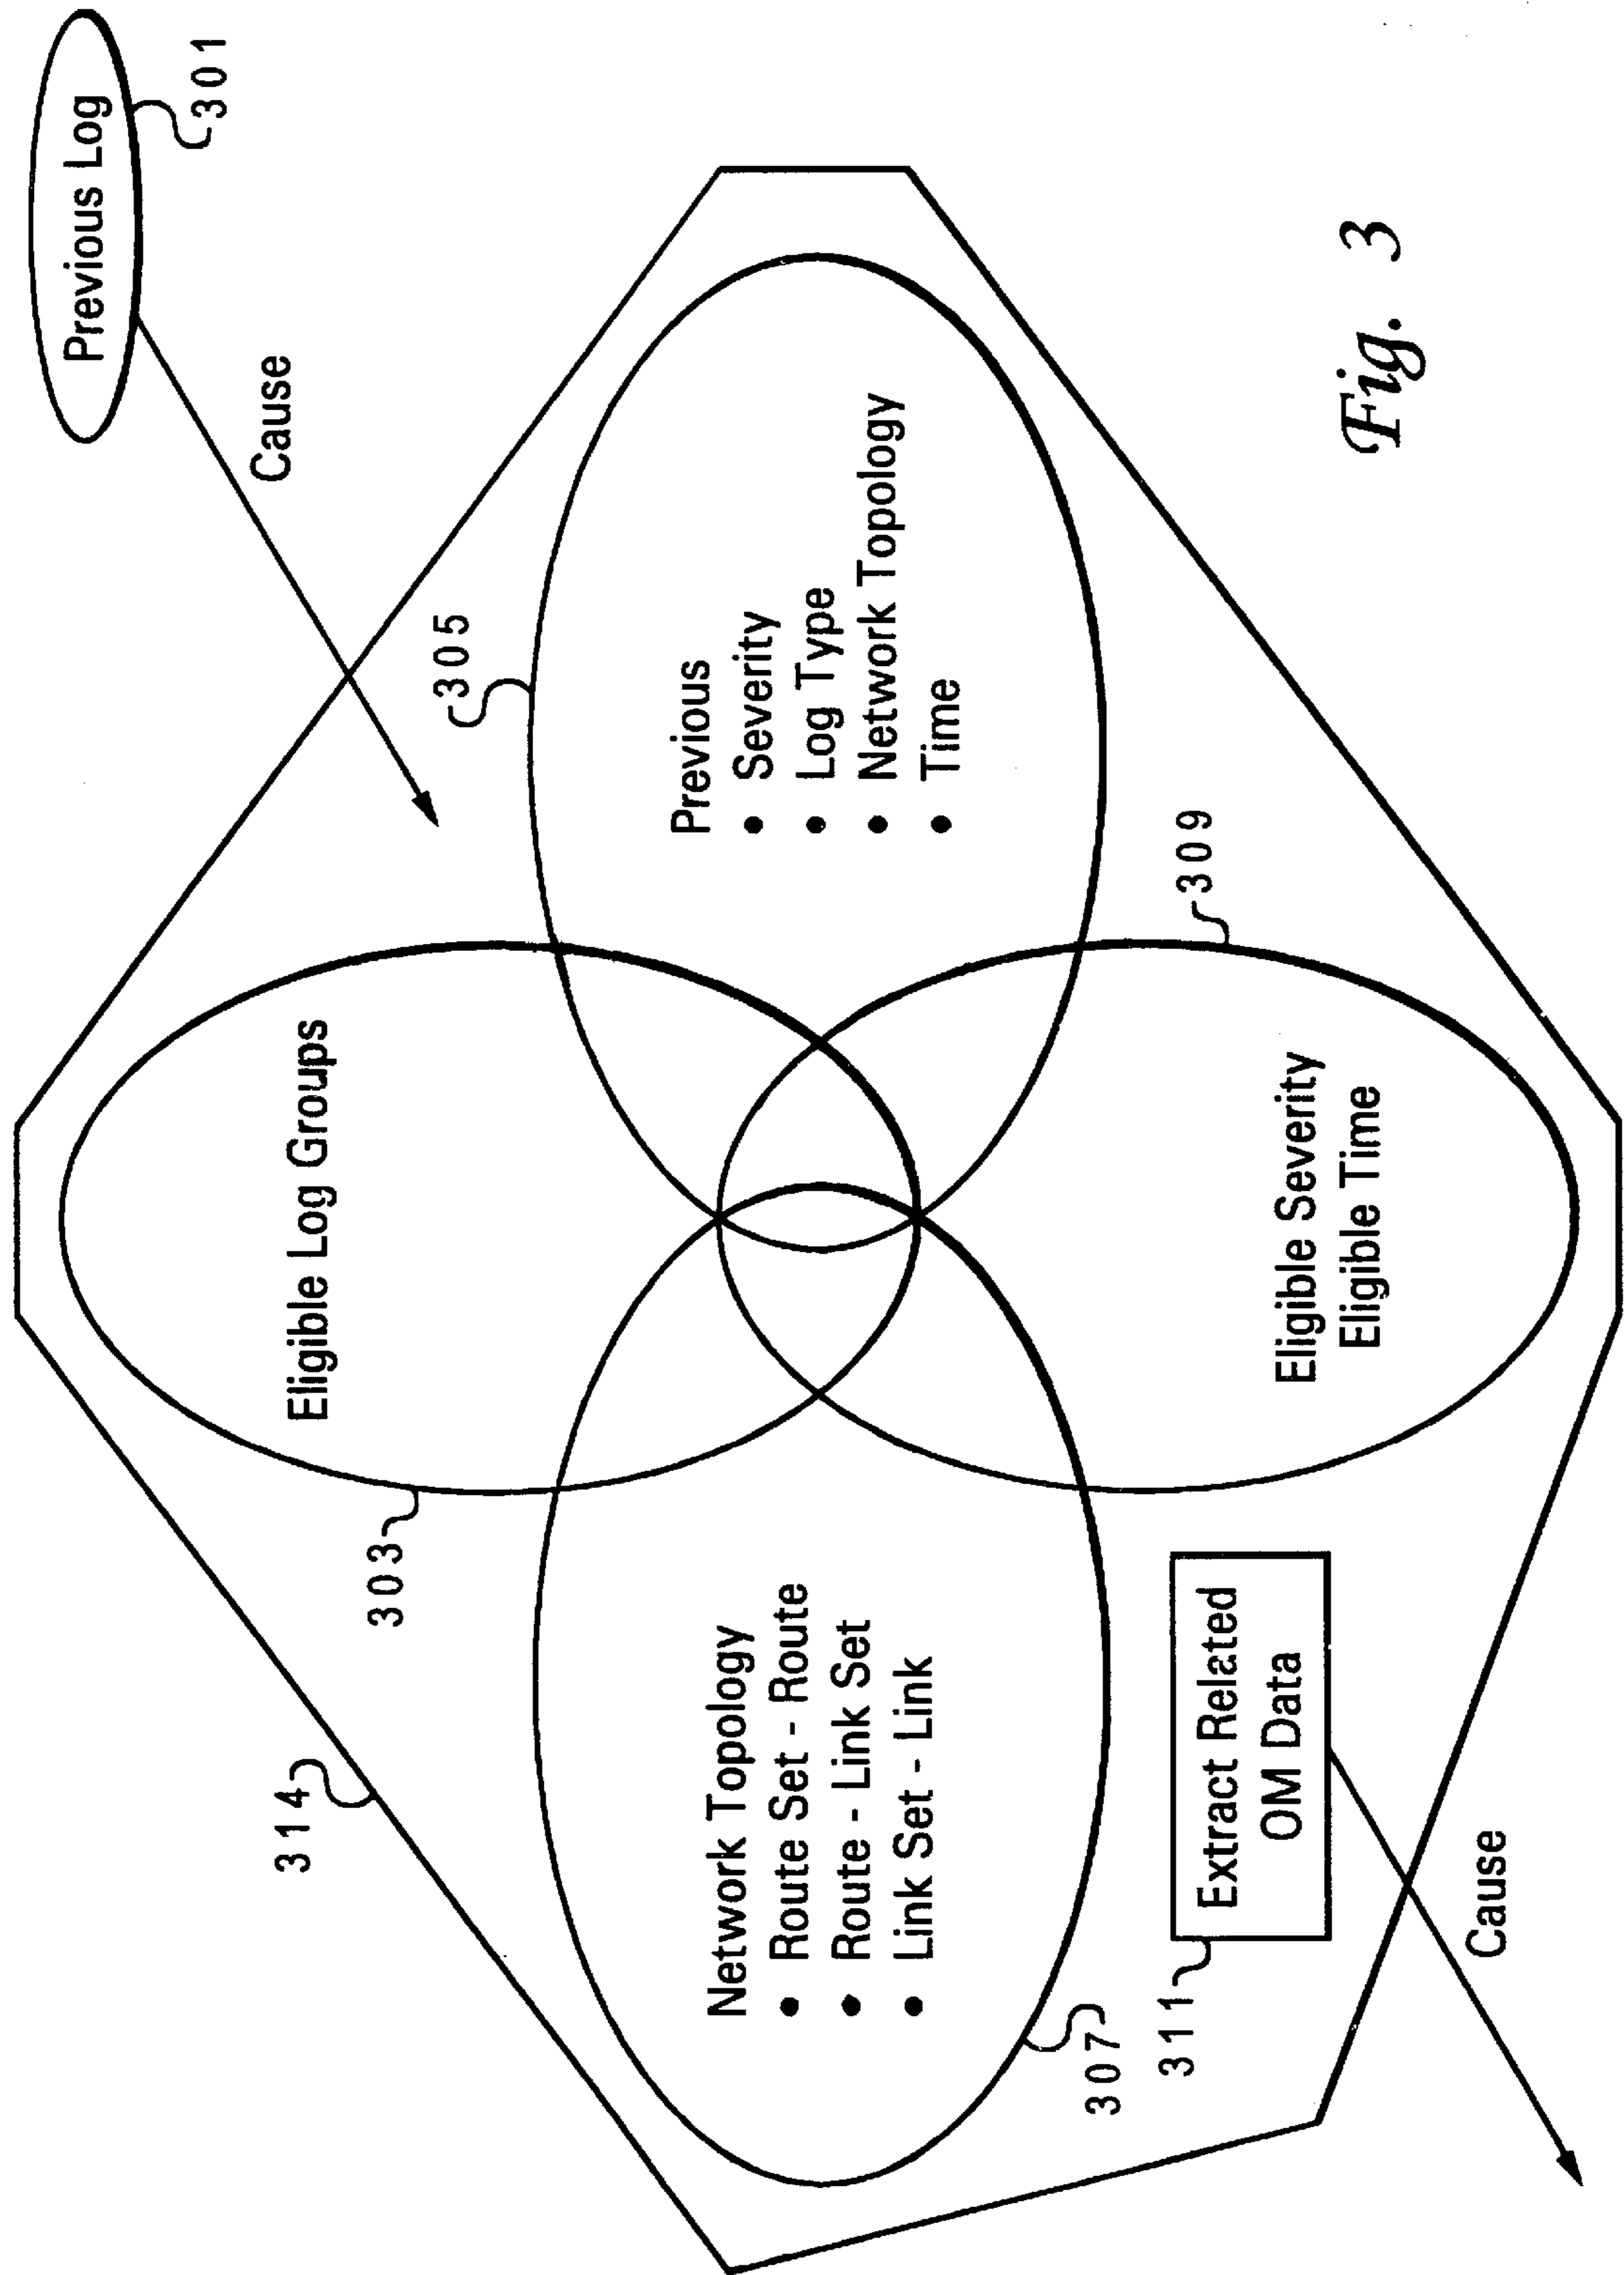 Previous Log
301
Cause
314
303
Eligible Log Groups
305
Network Topology
• Route Set - Route
• Route - Link Set
• Link Set - Link
Previous
• Severity
• Log Type
• Network Topology
• Time
307
311
Extract Related
OM Data
309
Eligible Severity
Eligible Time
Cause
Fig. 3